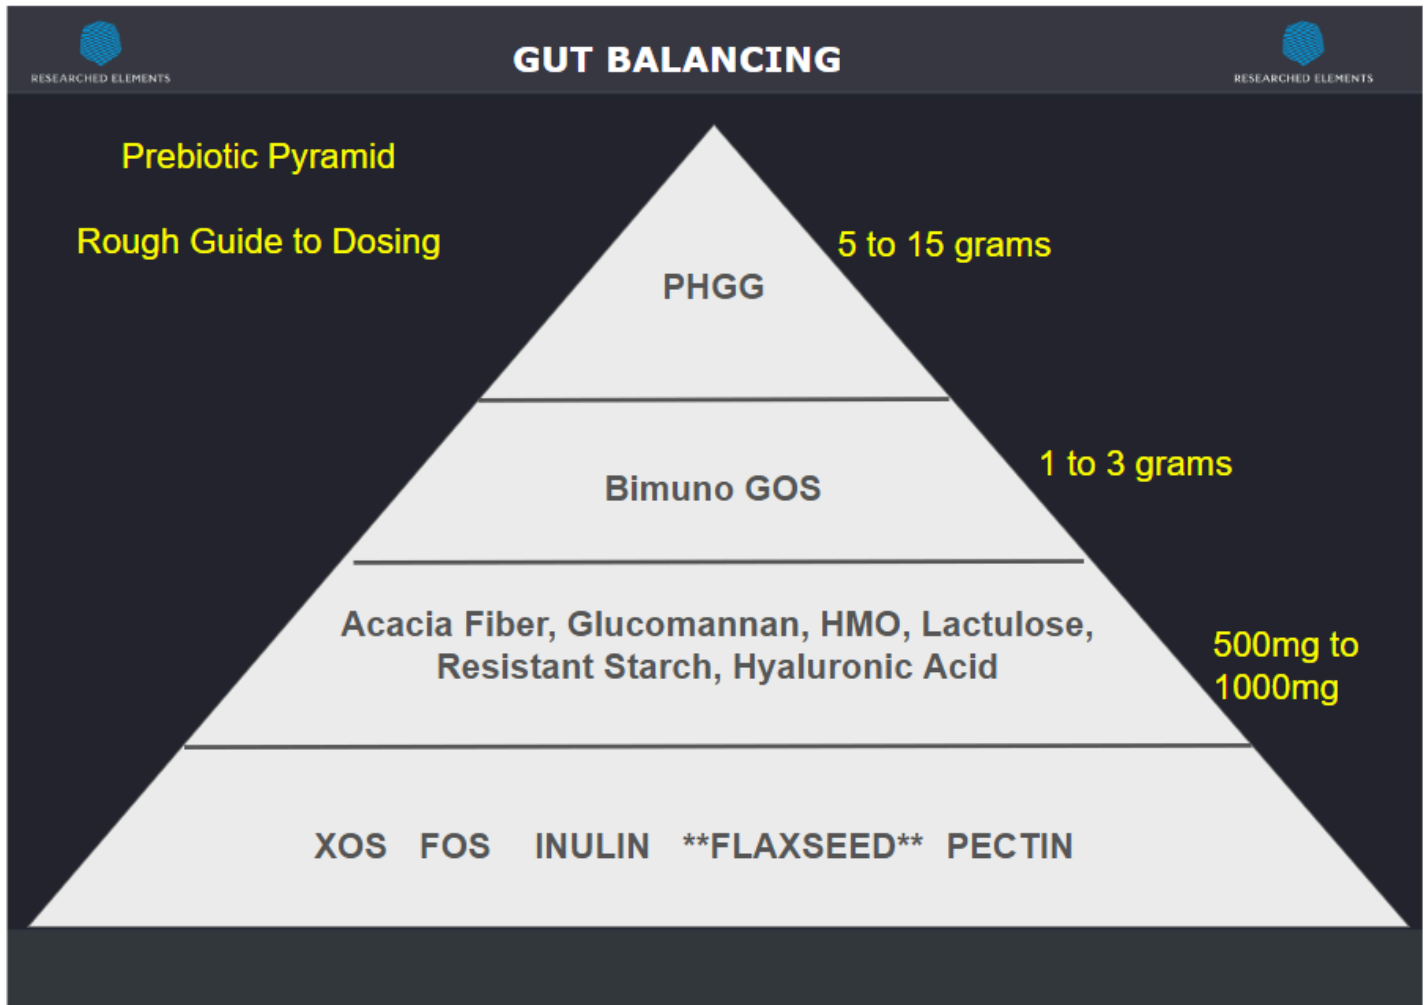 RESEARCHED ELEMENTS
GUT BALANCING
RESEARCHED ELEMENTS
Prebiotic Pyramid
Rough Guide to Dosing
5 to 15 grams
PHGG
1 to 3 grams
Bimuno GOS
Acacia Fiber, Glucomannan, HMO, Lactulose,
Resistant Starch, Hyaluronic Acid
500mg to
1000mg
XOS FOS INULIN **FLAXSEED** PECTIN